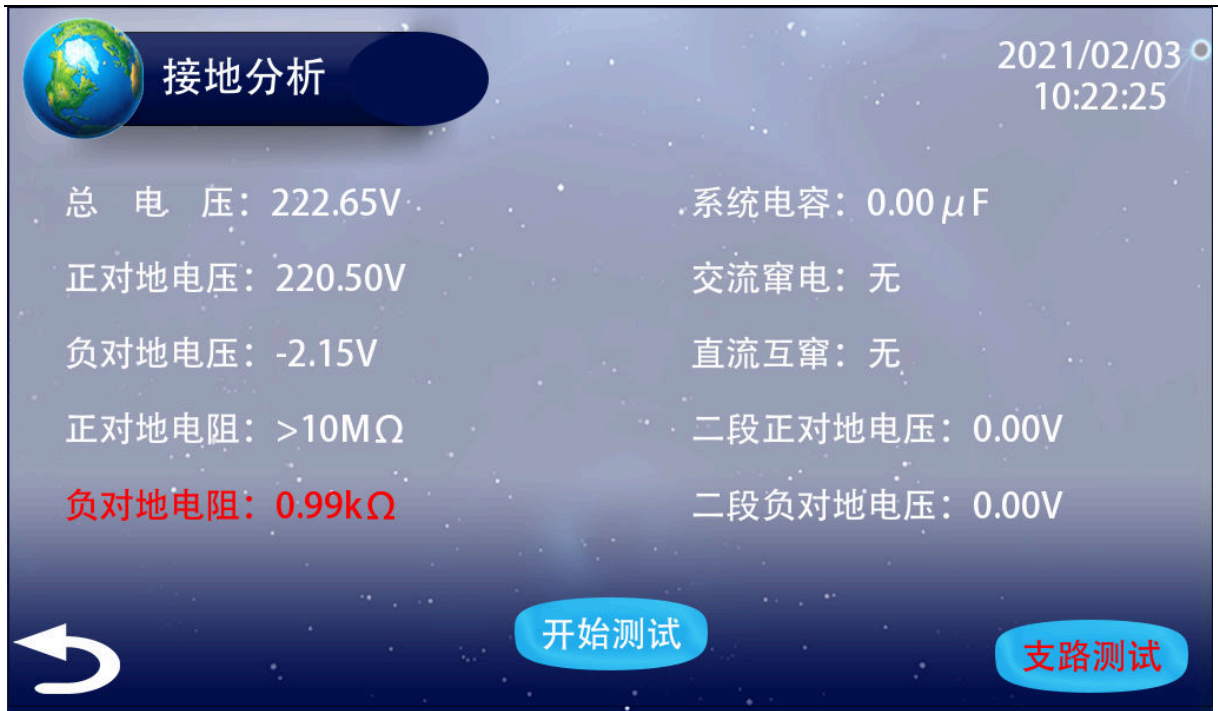 接地分析
2021/02/03
10:22:25
总 电 压：222.65V
正对地电压：220.50V
负对地电压：-2.15V
正对地电阻：>10MΩ
负对地电阻：0.99kΩ
系统电容：0.00μF
交流窜电：无
直流互窜：无
二段正对地电压：0.00V
二段负对地电压：0.00V
开始测试
支路测试